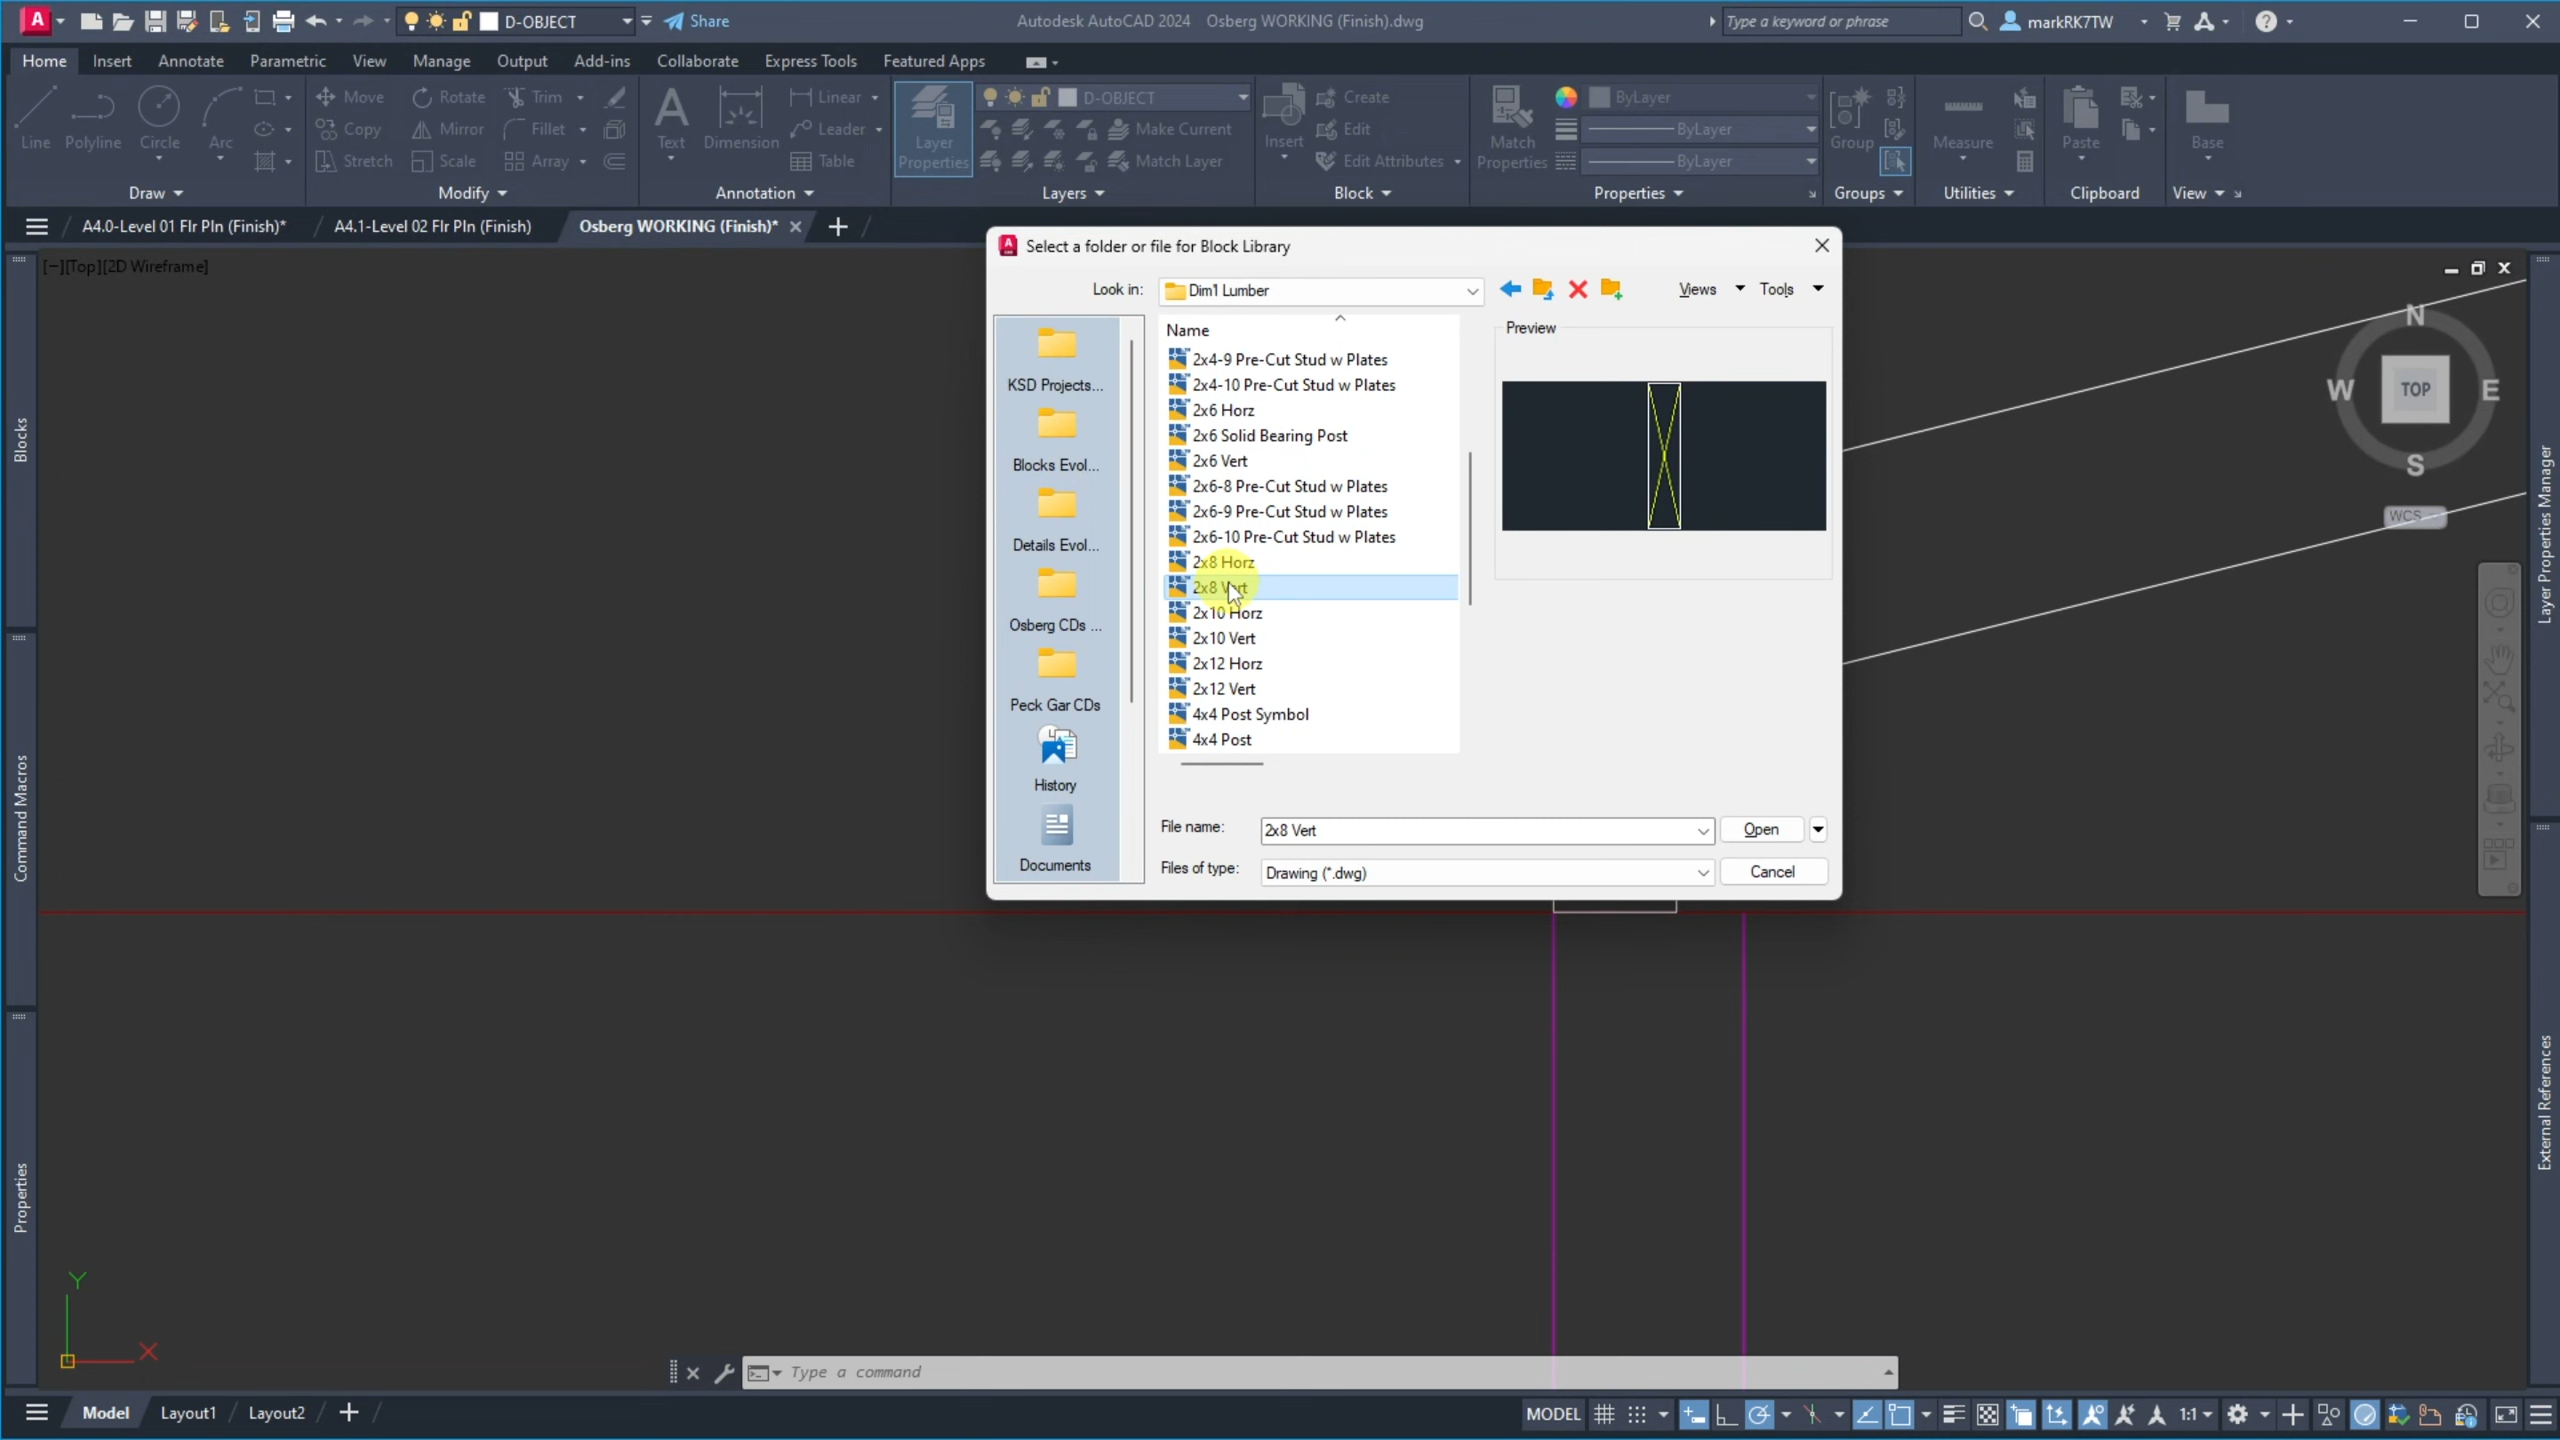 D-OBJECT
Share
Autodesk AutoCAD 2024 Osberg WORKING (Finish).dwg
Type a keyword or phrase
markRK7TW
Home Insert Annotate Parametric View Manage Output Add-ins Collaborate Express Tools Featured Apps
Line Polyline Circle Arc
Move Rotate Trim
Copy Mirror Fillet
Stretch Scale Array
Text Dimension
Linear
Leader
Table
Layer Properties
D-OBJECT
Make Current
Match Layer
Insert
Create
Edit
Edit Attributes
Match Properties
ByLayer
ByLayer
ByLayer
Group
Measure
Paste
Base
Draw Modify Annotation Layers Block Properties Groups Utilities Clipboard View
A4.0-Level 01 Flr Pln (Finish)* A4.1-Level 02 Flr Pln (Finish) Osberg WORKING (Finish)*
[−][Top][2D Wireframe]
Blocks
Command Macros
Properties
Select a folder or file for Block Library
Look in: Dim1 Lumber
Views Tools
KSD Projects...
Blocks Evol...
Details Evol...
Osberg CDs ...
Peck Gar CDs
History
Documents
Name
2x4-9 Pre-Cut Stud w Plates
2x4-10 Pre-Cut Stud w Plates
2x6 Horz
2x6 Solid Bearing Post
2x6 Vert
2x6-8 Pre-Cut Stud w Plates
2x6-9 Pre-Cut Stud w Plates
2x6-10 Pre-Cut Stud w Plates
2x8 Horz
2x8 Vert
2x10 Horz
2x10 Vert
2x12 Horz
2x12 Vert
4x4 Post Symbol
4x4 Post
Preview
File name: 2x8 Vert
Open
Files of type: Drawing (*.dwg)
Cancel
N
W TOP E
S
WCS
Layer Properties Manager
External References
Y
X
Type a command
Model Layout1 Layout2
MODEL
1:1